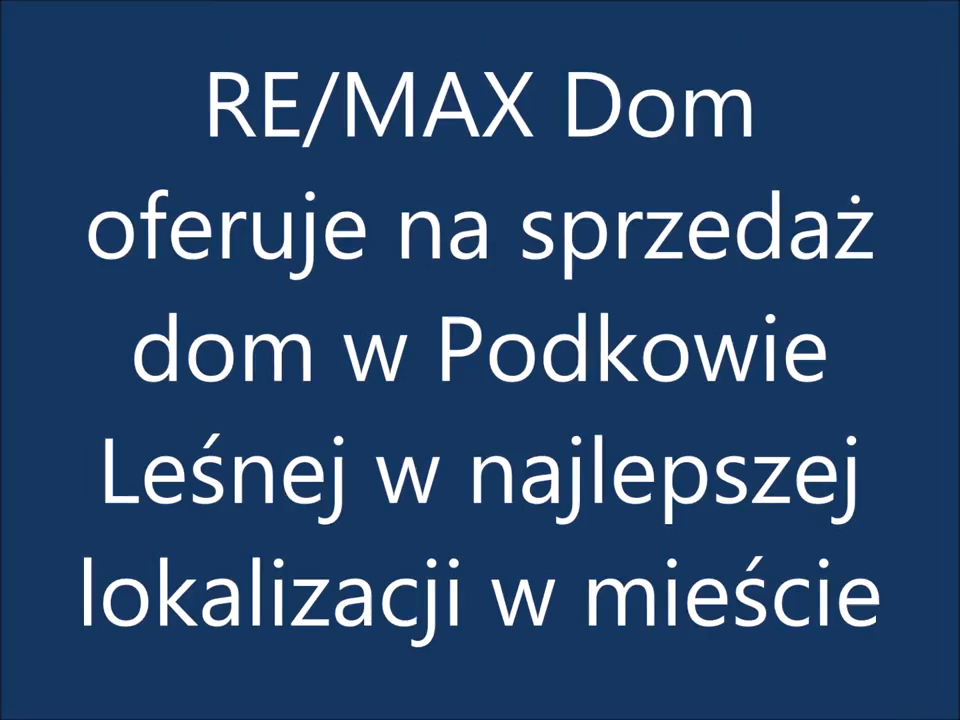 RE/MAX Dom
oferuje na sprzedaż
dom w Podkowie
Leśnej w najlepszej
lokalizacji w mieście